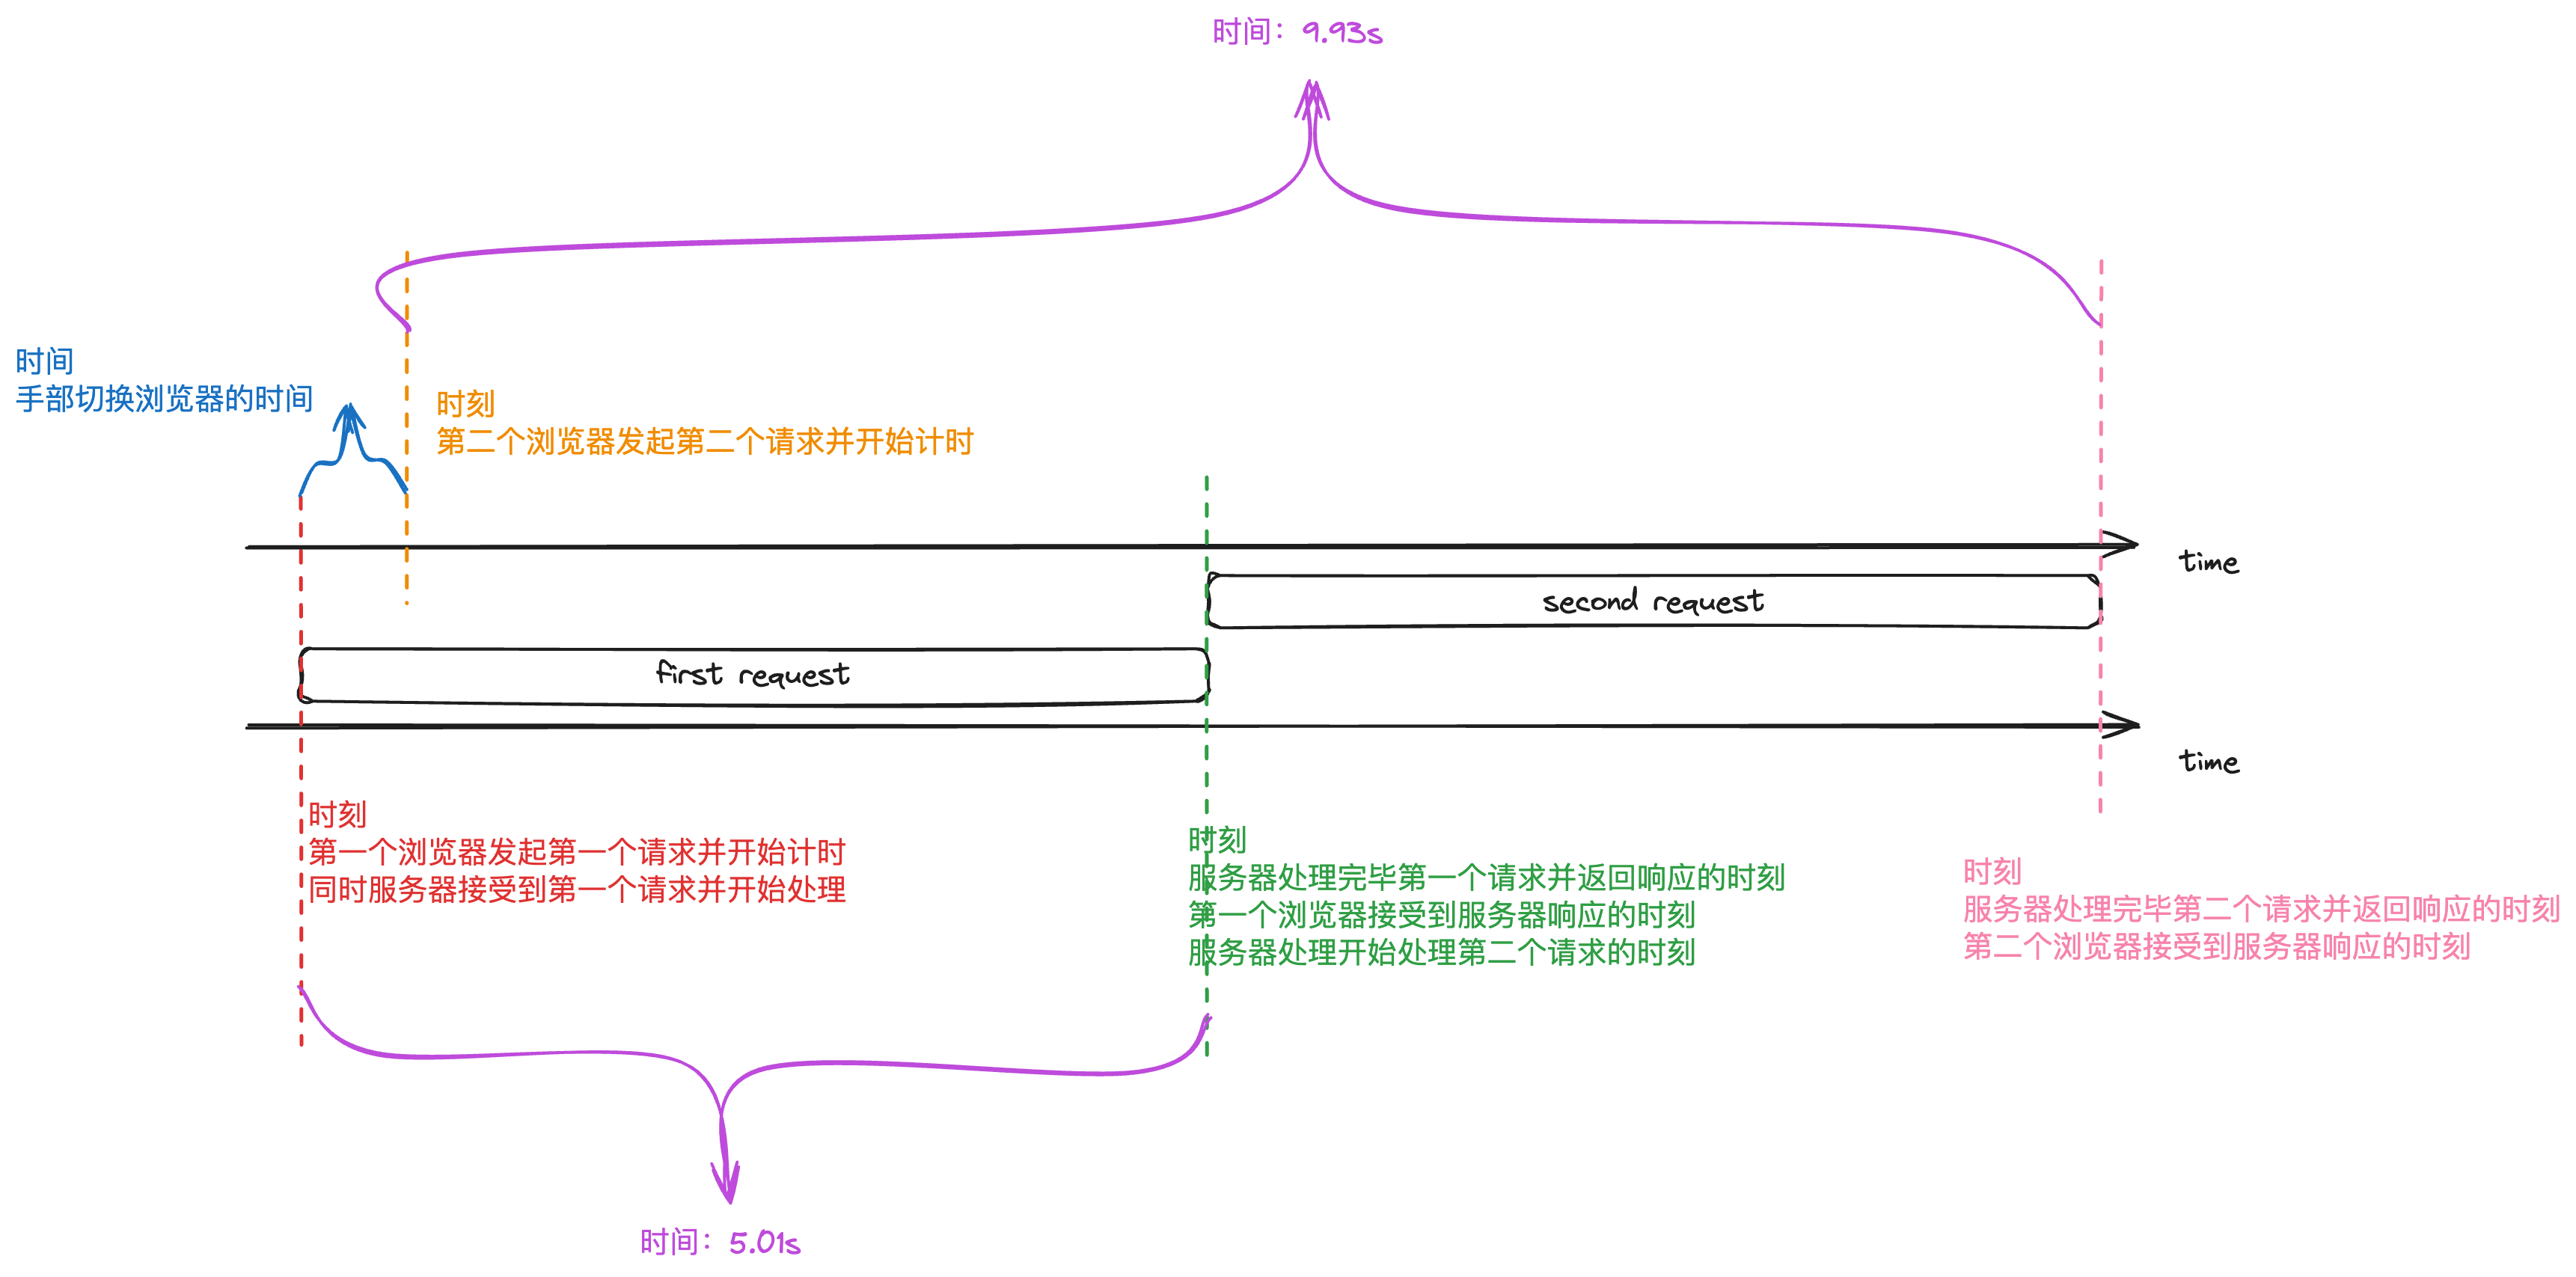 时间：9.93s
时间
手部切换浏览器的时间
时刻
第二个浏览器发起第二个请求并开始计时
time
second request
first request
time
时刻
第一个浏览器发起第一个请求并开始计时
同时服务器接受到第一个请求并开始处理
时刻
服务器处理完毕第一个请求并返回响应的时刻
第一个浏览器接受到服务器响应的时刻
服务器处理开始处理第二个请求的时刻
时刻
服务器处理完毕第二个请求并返回响应的时刻
第二个浏览器接受到服务器响应的时刻
时间：5.01s